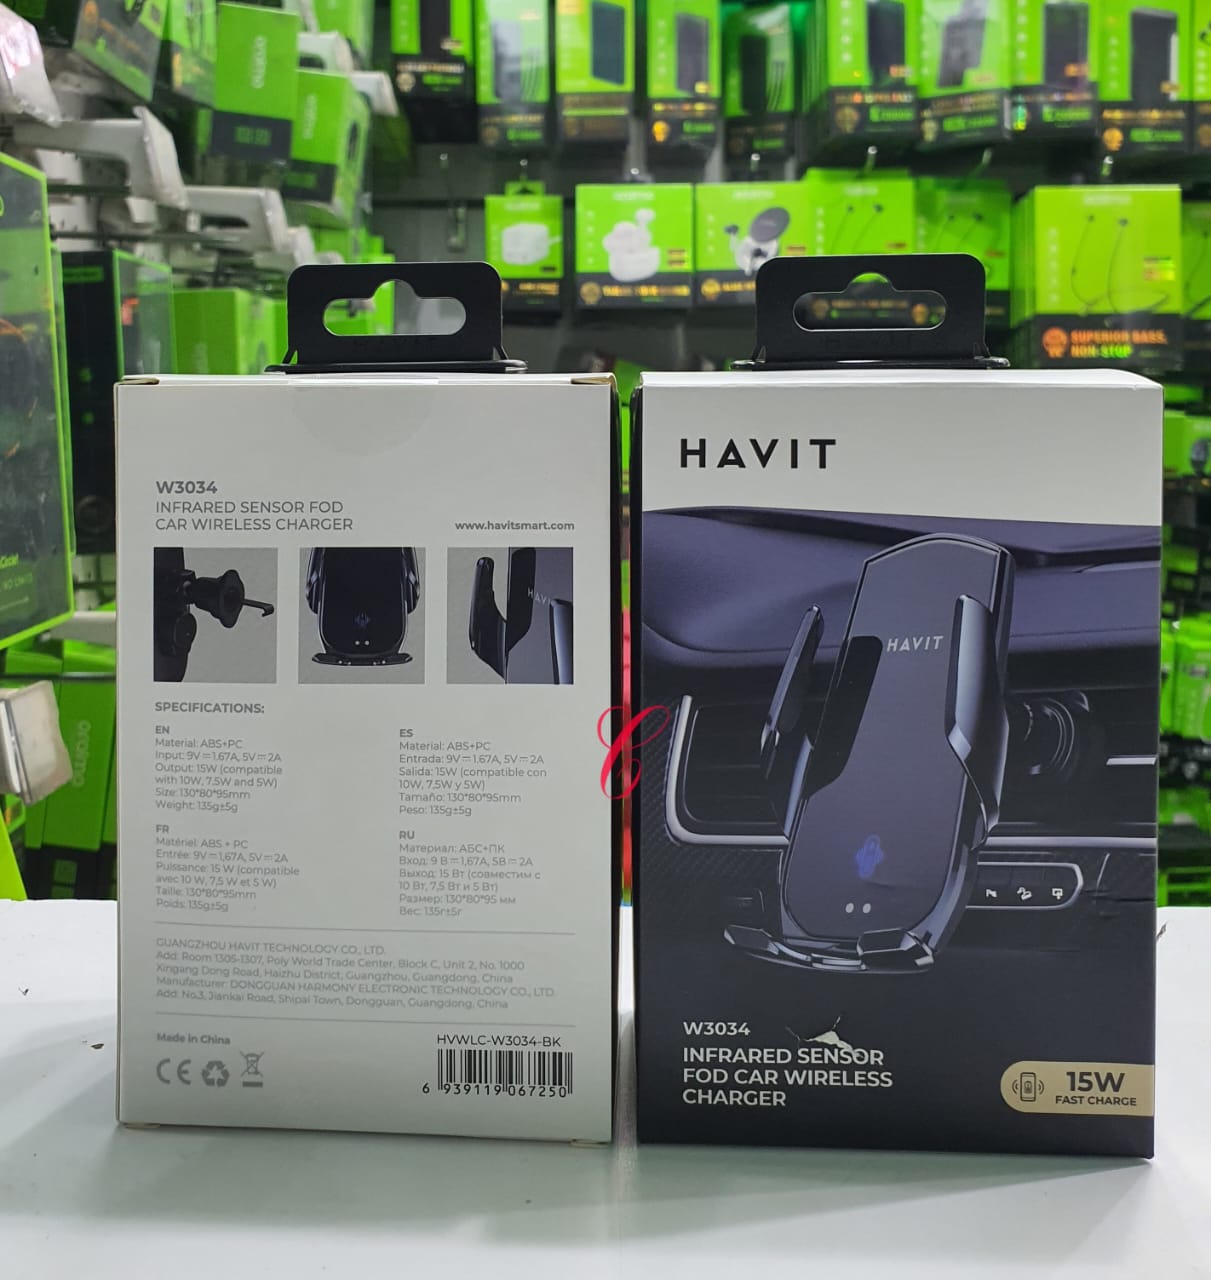 W3034
INFRARED SENSOR FOD
CAR WIRELESS CHARGER
www.havitsmart.com
HAVIT
SPECIFICATIONS:
EN
Material: ABS+PC
Input: 9V⎓1,67A, 5V⎓2A
Output: 15W (compatible
with 10W, 7.5W and 5W)
Size: 130*80*95mm
Weight: 135g±5g
ES
Material: ABS+PC
Entrada: 9V⎓1,67A, 5V⎓2A
Salida: 15W (compatible con
10W, 7,5W y 5W)
Tamaño: 130*80*95mm
Peso: 135g±5g
FR
Matériel: ABS + PC
Entrée: 9V⎓1,67A, 5V⎓2A
Puissance: 15 W (compatible
avec 10 W, 7,5 W et 5 W)
Taille: 130*80*95mm
Poids: 135g±5g
RU
Материал: АБС+ПК
Вход: 9 В⎓1,67А, 5В⎓2А
Выход: 15 Вт (совместим с
10 Вт, 7,5 Вт и 5 Вт)
Размер: 130*80*95 мм
Вес: 135г±5г
GUANGZHOU HAVIT TECHNOLOGY CO., LTD.
Add: Room 1305-1307, Poly World Trade Center, Block C, Unit 2, No. 1000
Xingang Dong Road, Haizhu District, Guangzhou, Guangdong, China
Manufacturer: DONGGUAN HARMONY ELECTRONIC TECHNOLOGY CO., LTD.
Add: No.3, Jiankai Road, Shipai Town, Dongguan, Guangdong, China
Made in China
CE
HVWLC-W3034-BK
6 939119 067250
HAVIT
HAVIT
W3034
INFRARED SENSOR
FOD CAR WIRELESS
CHARGER
15W
FAST CHARGE
SUPERIOR BASS,
NON-STOP
oraimo